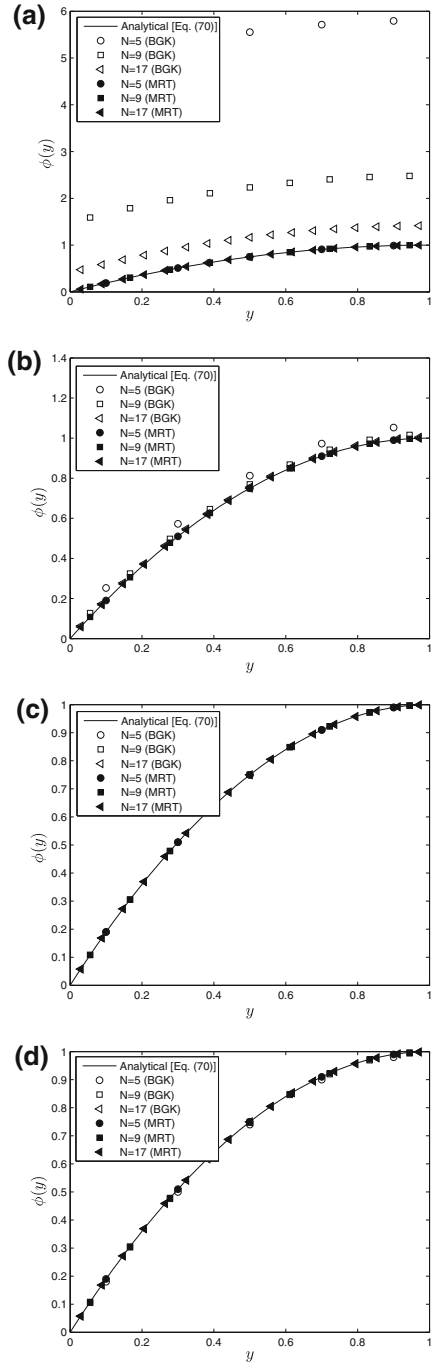 (a)
6
5
4
3
2
1
0
0 0.2 0.4 0.6 0.8 1
ϕ(y)
y
Analytical [Eq. (70)]
N=5 (BGK)
N=9 (BGK)
N=17 (BGK)
N=5 (MRT)
N=9 (MRT)
N=17 (MRT)
(b)
1.4
1.2
1
0.8
0.6
0.4
0.2
0
0 0.2 0.4 0.6 0.8 1
ϕ(y)
y
Analytical [Eq. (70)]
N=5 (BGK)
N=9 (BGK)
N=17 (BGK)
N=5 (MRT)
N=9 (MRT)
N=17 (MRT)
(c)
1
0.9
0.8
0.7
0.6
0.5
0.4
0.3
0.2
0.1
0
0 0.2 0.4 0.6 0.8 1
ϕ(y)
y
Analytical [Eq. (70)]
N=5 (BGK)
N=9 (BGK)
N=17 (BGK)
N=5 (MRT)
N=9 (MRT)
N=17 (MRT)
(d)
1
0.9
0.8
0.7
0.6
0.5
0.4
0.3
0.2
0.1
0
0 0.2 0.4 0.6 0.8 1
ϕ(y)
y
Analytical [Eq. (70)]
N=5 (BGK)
N=9 (BGK)
N=17 (BGK)
N=5 (MRT)
N=9 (MRT)
N=17 (MRT)